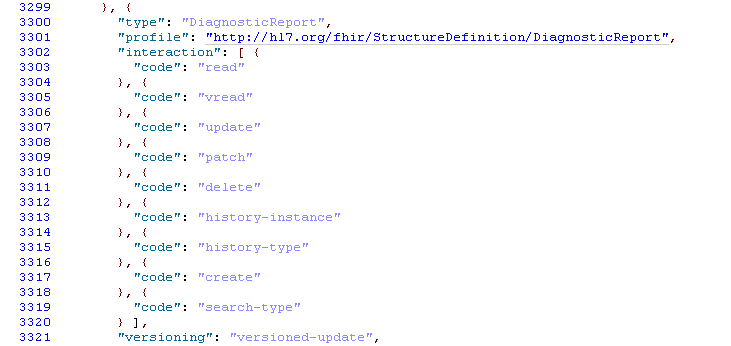 3299 }, {
3300 "type": "DiagnosticReport",
3301 "profile": "http://hl7.org/fhir/StructureDefinition/DiagnosticReport",
3302 "interaction": [ {
3303 "code": "read"
3304 }, {
3305 "code": "vread"
3306 }, {
3307 "code": "update"
3308 }, {
3309 "code": "patch"
3310 }, {
3311 "code": "delete"
3312 }, {
3313 "code": "history-instance"
3314 }, {
3315 "code": "history-type"
3316 }, {
3317 "code": "create"
3318 }, {
3319 "code": "search-type"
3320 } ],
3321 "versioning": "versioned-update",